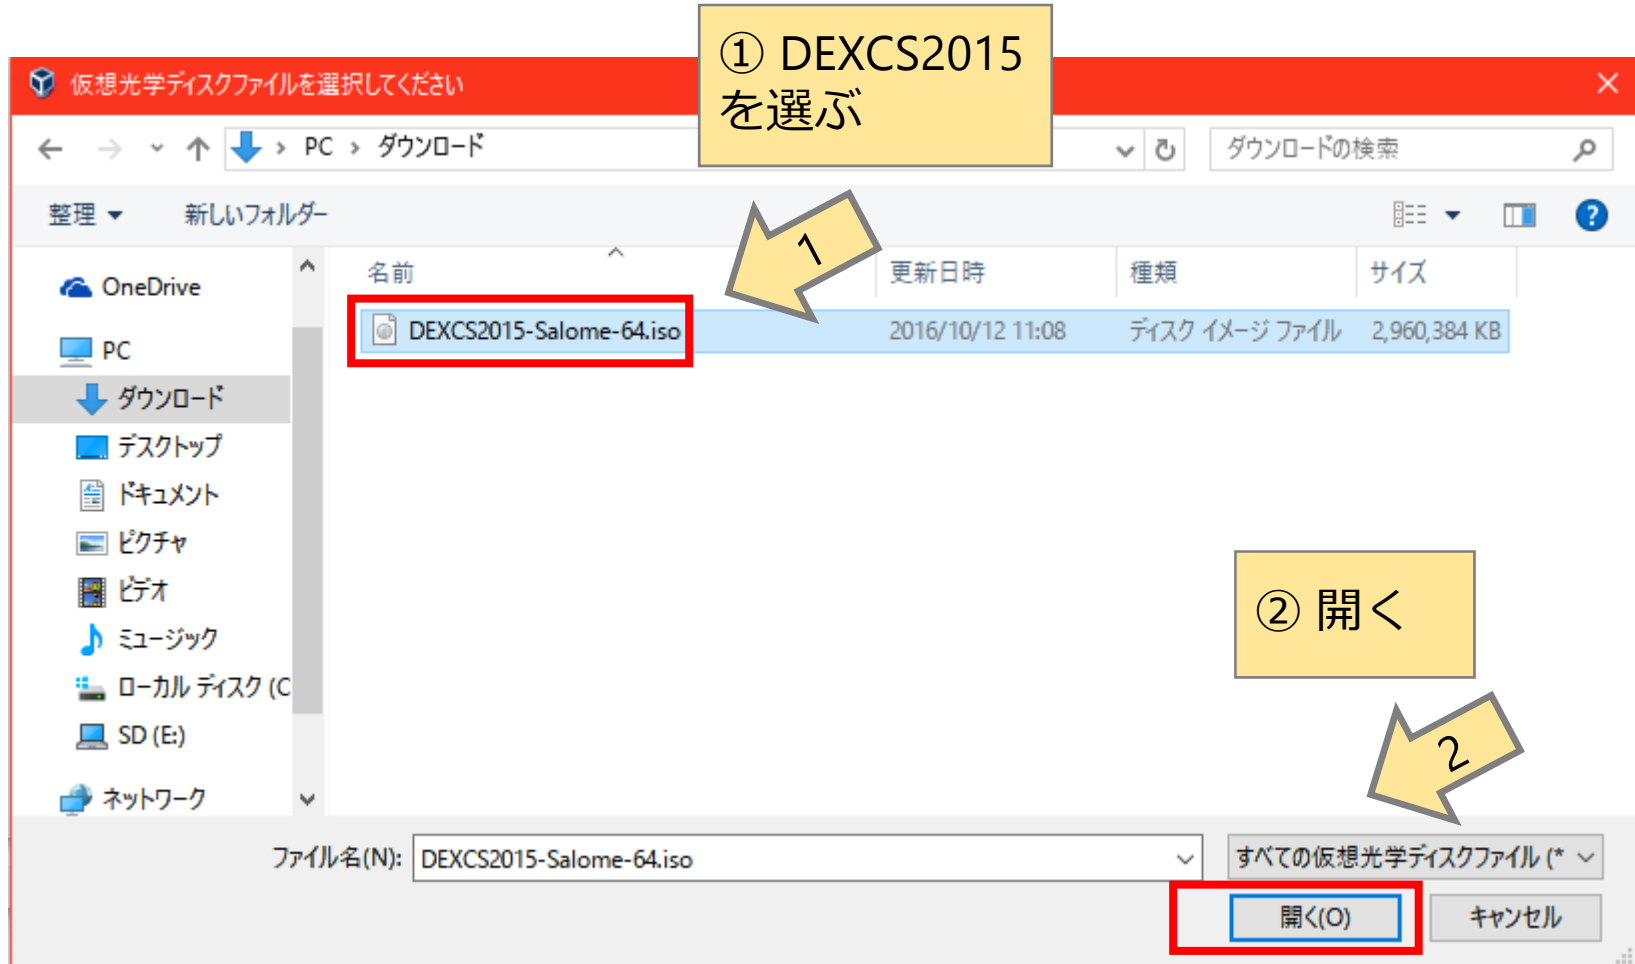 ① DEXCS2015
を選ぶ
仮想光学ディスクファイルを選択してください
PC › ダウンロード
ダウンロードの検索
整理
新しいフォルダー
1
名前
更新日時
種類
サイズ
DEXCS2015-Salome-64.iso
2016/10/12 11:08
ディスク イメージ ファイル
2,960,384 KB
OneDrive
PC
ダウンロード
デスクトップ
ドキュメント
ピクチャ
ビデオ
ミュージック
ローカル ディスク (C
SD (E:)
ネットワーク
② 開く
2
ファイル名(N):
DEXCS2015-Salome-64.iso
すべての仮想光学ディスクファイル (*
開く(O)
キャンセル